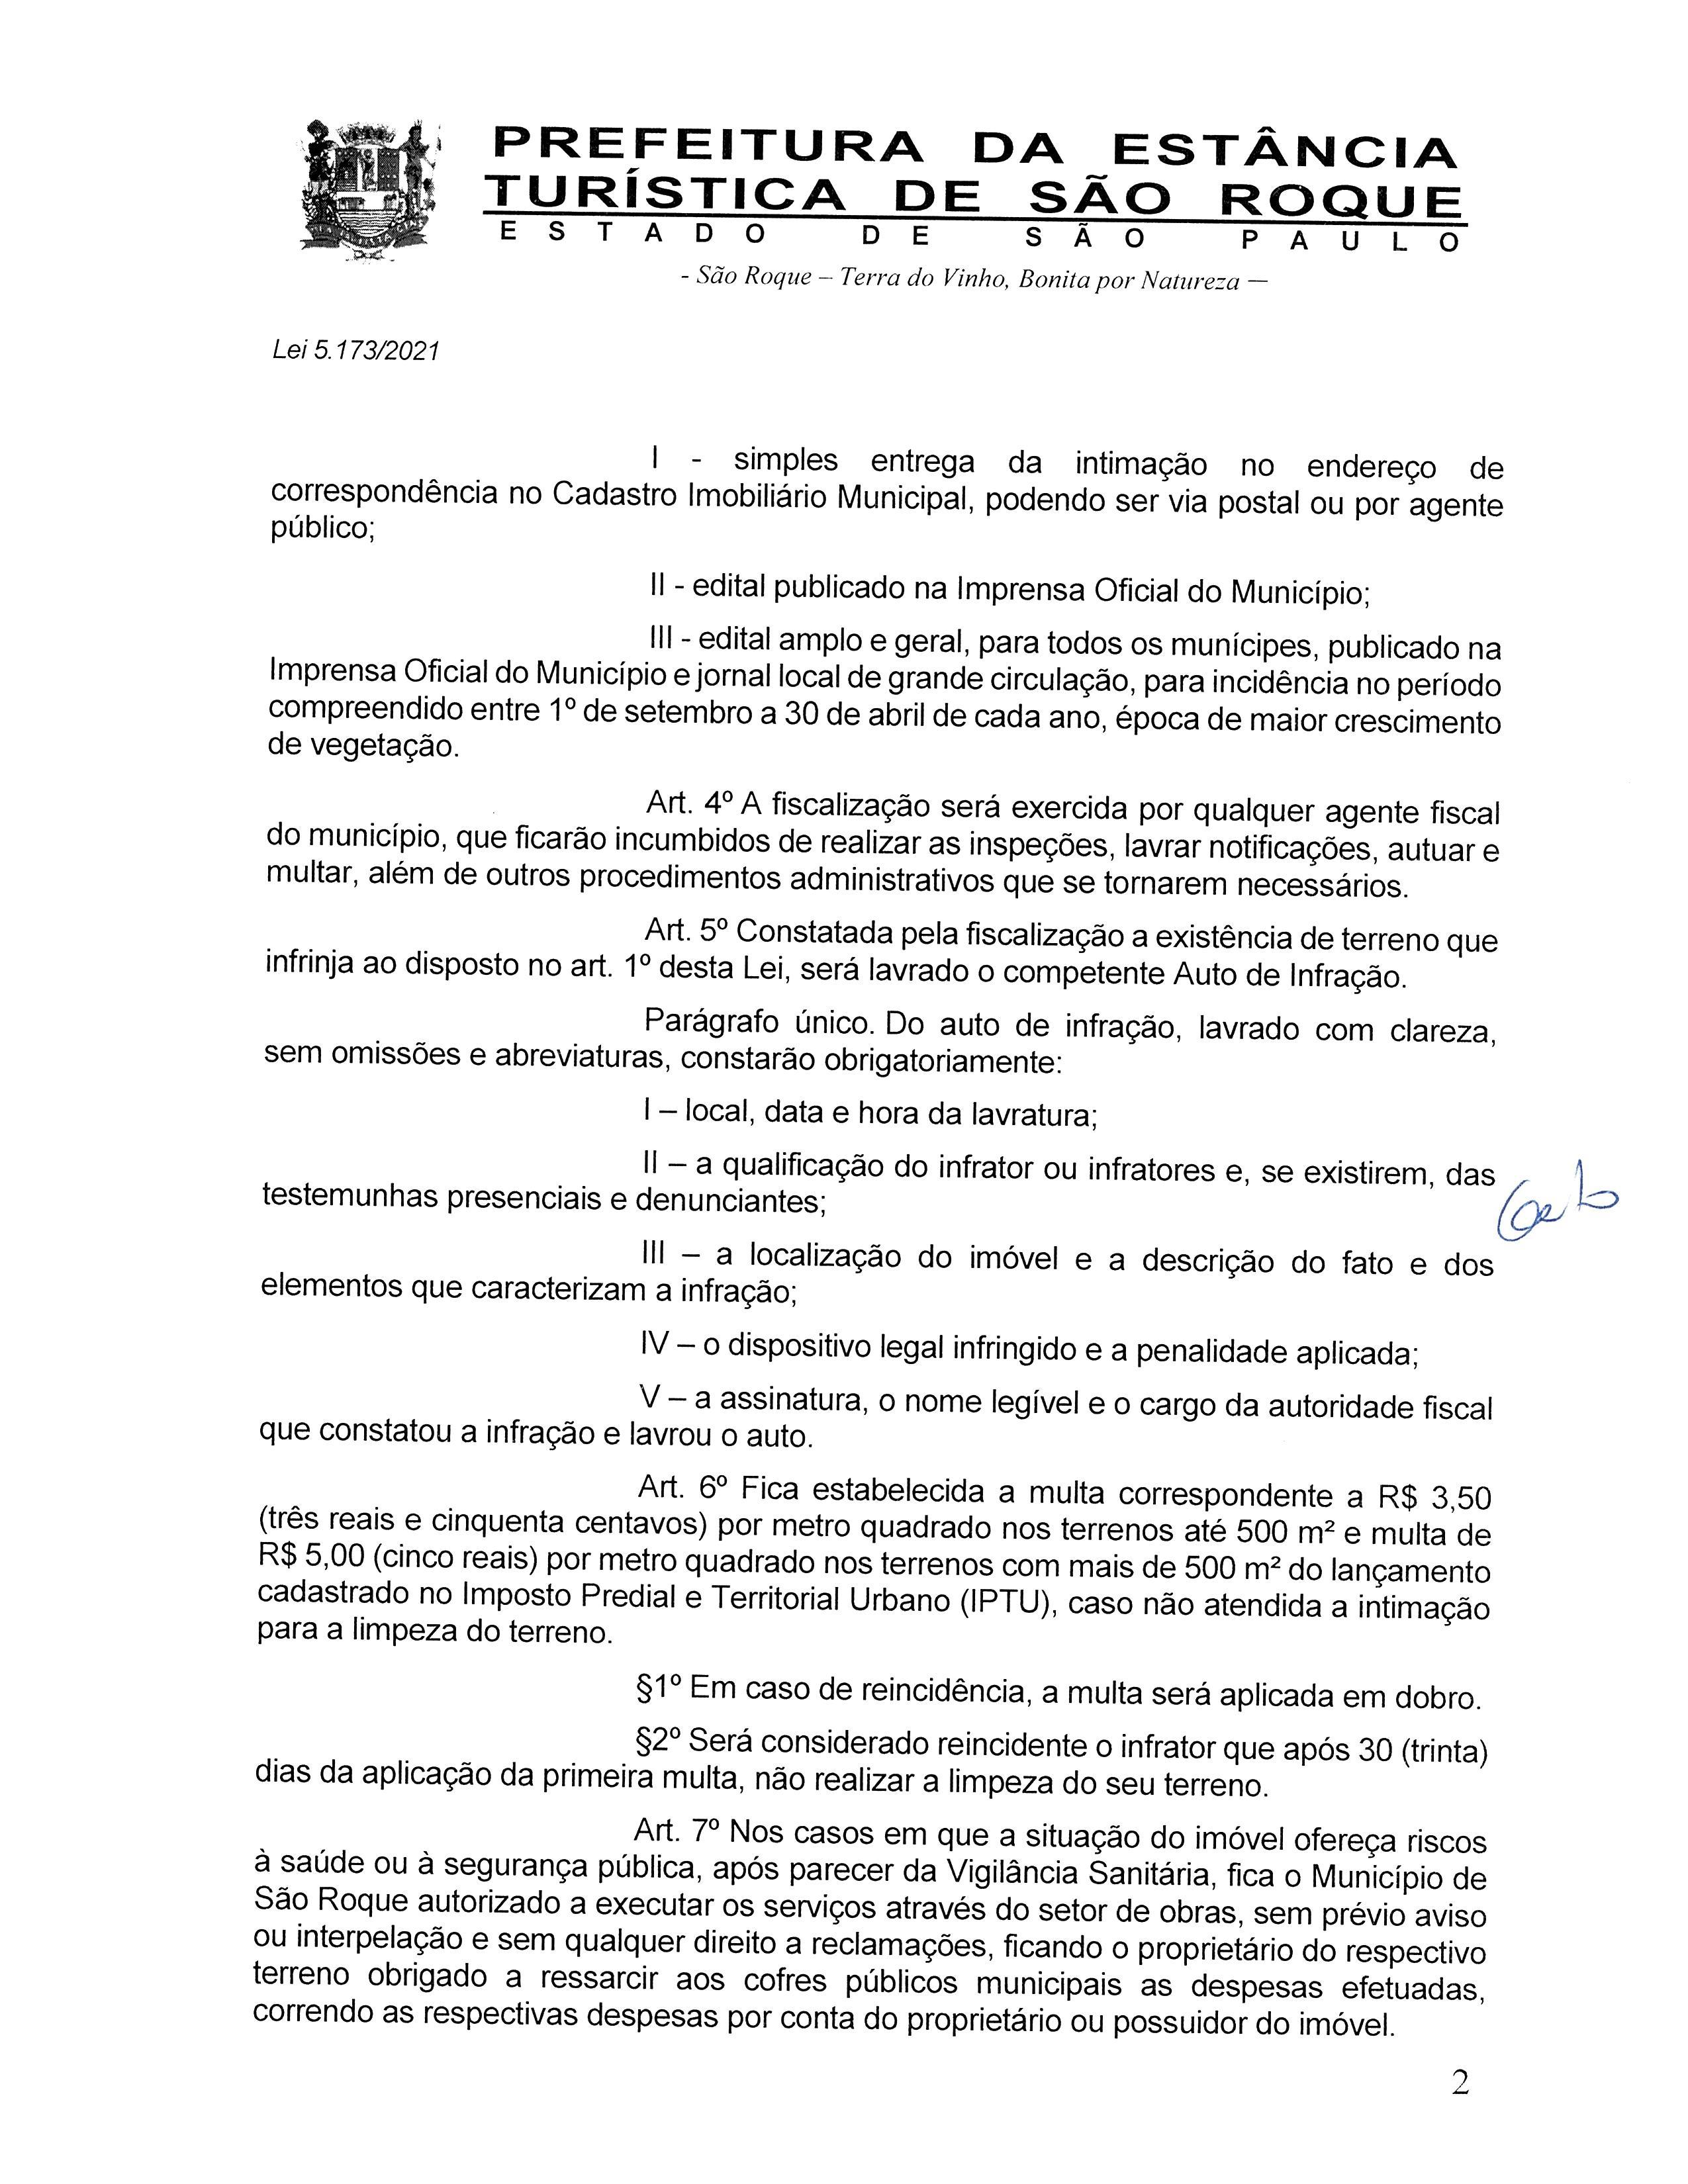 PREFEITURA DA ESTÂNCIA
TURÍSTICA DE SÃO ROQUE
ESTADO DE SÃO PAULO
- São Roque – Terra do Vinho, Bonita por Natureza —
Lei 5.173/2021
I - simples entrega da intimação no endereço de
correspondência no Cadastro Imobiliário Municipal, podendo ser via postal ou por agente
público;
II - edital publicado na Imprensa Oficial do Município;
III - edital amplo e geral, para todos os munícipes, publicado na
Imprensa Oficial do Município e jornal local de grande circulação, para incidência no período
compreendido entre 1º de setembro a 30 de abril de cada ano, época de maior crescimento
de vegetação.
Art. 4º A fiscalização será exercida por qualquer agente fiscal
do município, que ficarão incumbidos de realizar as inspeções, lavrar notificações, autuar e
multar, além de outros procedimentos administrativos que se tornarem necessários.
Art. 5º Constatada pela fiscalização a existência de terreno que
infrinja ao disposto no art. 1º desta Lei, será lavrado o competente Auto de Infração.
Parágrafo único. Do auto de infração, lavrado com clareza,
sem omissões e abreviaturas, constarão obrigatoriamente:
I – local, data e hora da lavratura;
II – a qualificação do infrator ou infratores e, se existirem, das
testemunhas presenciais e denunciantes;
III – a localização do imóvel e a descrição do fato e dos
elementos que caracterizam a infração;
IV – o dispositivo legal infringido e a penalidade aplicada;
V – a assinatura, o nome legível e o cargo da autoridade fiscal
que constatou a infração e lavrou o auto.
Art. 6º Fica estabelecida a multa correspondente a R$ 3,50
(três reais e cinquenta centavos) por metro quadrado nos terrenos até 500 m² e multa de
R$ 5,00 (cinco reais) por metro quadrado nos terrenos com mais de 500 m² do lançamento
cadastrado no Imposto Predial e Territorial Urbano (IPTU), caso não atendida a intimação
para a limpeza do terreno.
§1º Em caso de reincidência, a multa será aplicada em dobro.
§2º Será considerado reincidente o infrator que após 30 (trinta)
dias da aplicação da primeira multa, não realizar a limpeza do seu terreno.
Art. 7º Nos casos em que a situação do imóvel ofereça riscos
à saúde ou à segurança pública, após parecer da Vigilância Sanitária, fica o Município de
São Roque autorizado a executar os serviços através do setor de obras, sem prévio aviso
ou interpelação e sem qualquer direito a reclamações, ficando o proprietário do respectivo
terreno obrigado a ressarcir aos cofres públicos municipais as despesas efetuadas,
correndo as respectivas despesas por conta do proprietário ou possuidor do imóvel.
2